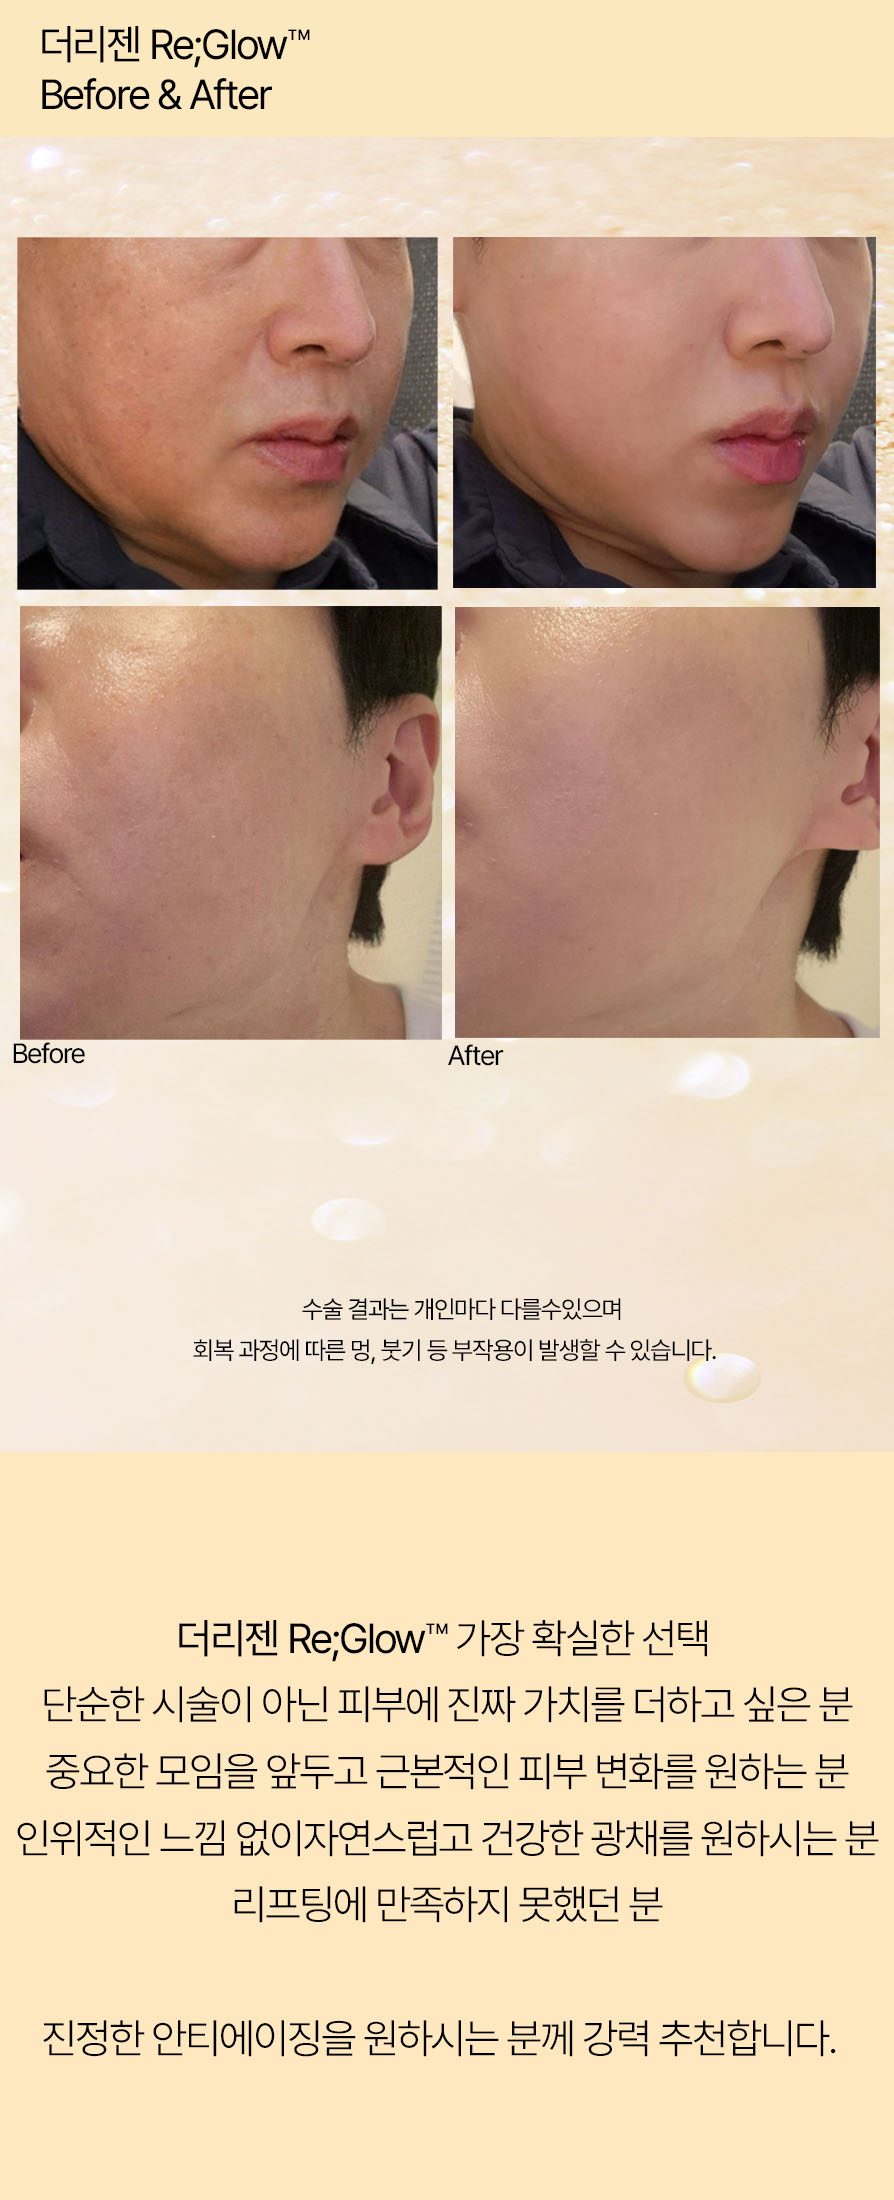 더리젠 Re;Glow™
Before & After
Before
After
수술 결과는 개인마다 다를수있으며
회복 과정에 따른 멍, 붓기 등 부작용이 발생할 수 있습니다.
더리젠 Re;Glow™ 가장 확실한 선택
단순한 시술이 아닌 피부에 진짜 가치를 더하고 싶은 분
중요한 모임을 앞두고 근본적인 피부 변화를 원하는 분
인위적인 느낌 없이자연스럽고 건강한 광채를 원하시는 분
리프팅에 만족하지 못했던 분
진정한 안티에이징을 원하시는 분께 강력 추천합니다.